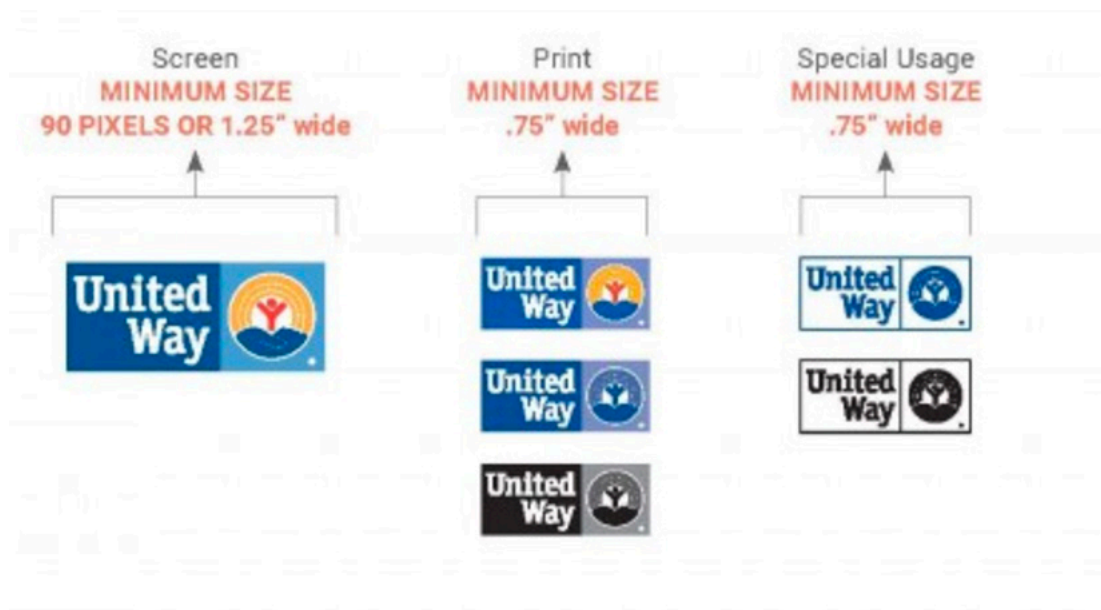 Screen
MINIMUM SIZE
90 PIXELS OR 1.25” wide
Print
MINIMUM SIZE
.75” wide
Special Usage
MINIMUM SIZE
.75” wide
United
Way
United
Way
United
Way
United
Way
United
Way
United
Way